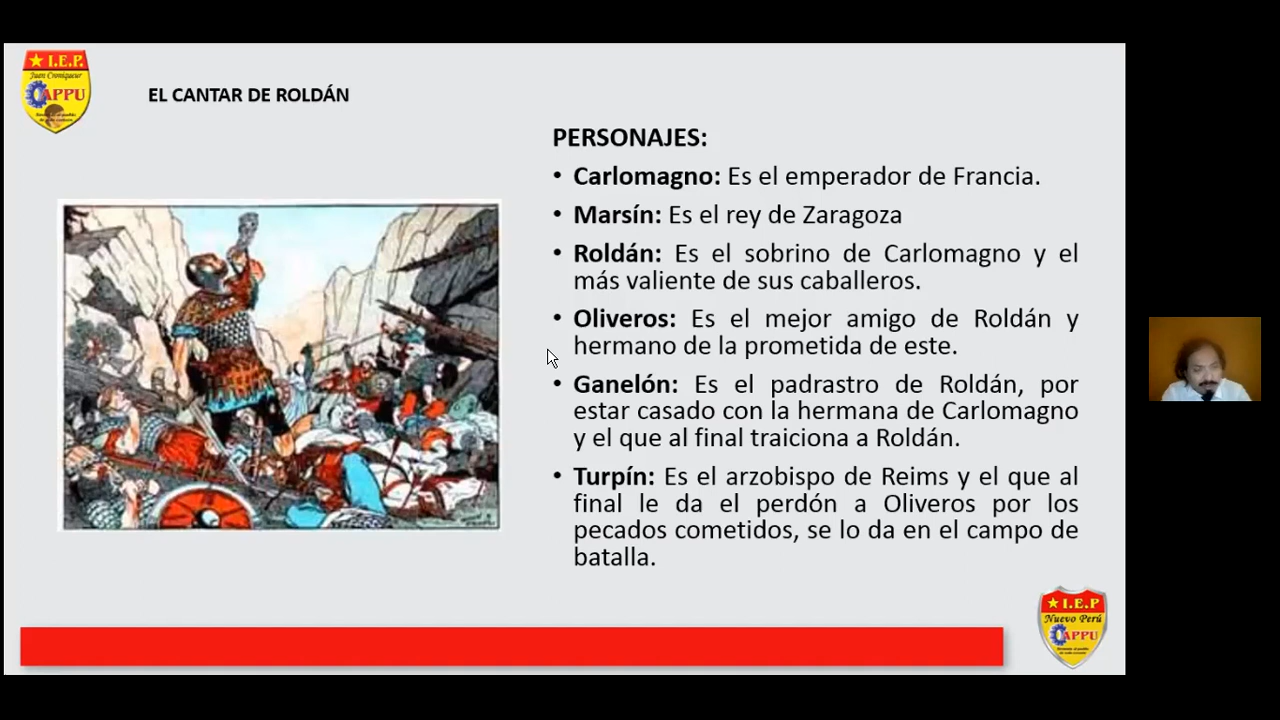 I.E.P.
Juan Croniqueur
APPU
EL CANTAR DE ROLDÁN
PERSONAJES:
• Carlomagno: Es el emperador de Francia.
• Marsín: Es el rey de Zaragoza
• Roldán: Es el sobrino de Carlomagno y el
más valiente de sus caballeros.
• Oliveros: Es el mejor amigo de Roldán y
hermano de la prometida de este.
• Ganelón: Es el padrastro de Roldán, por
estar casado con la hermana de Carlomagno
y el que al final traiciona a Roldán.
• Turpín: Es el arzobispo de Reims y el que al
final le da el perdón a Oliveros por los
pecados cometidos, se lo da en el campo de
batalla.
I.E.P
Nuevo Perú
APPU